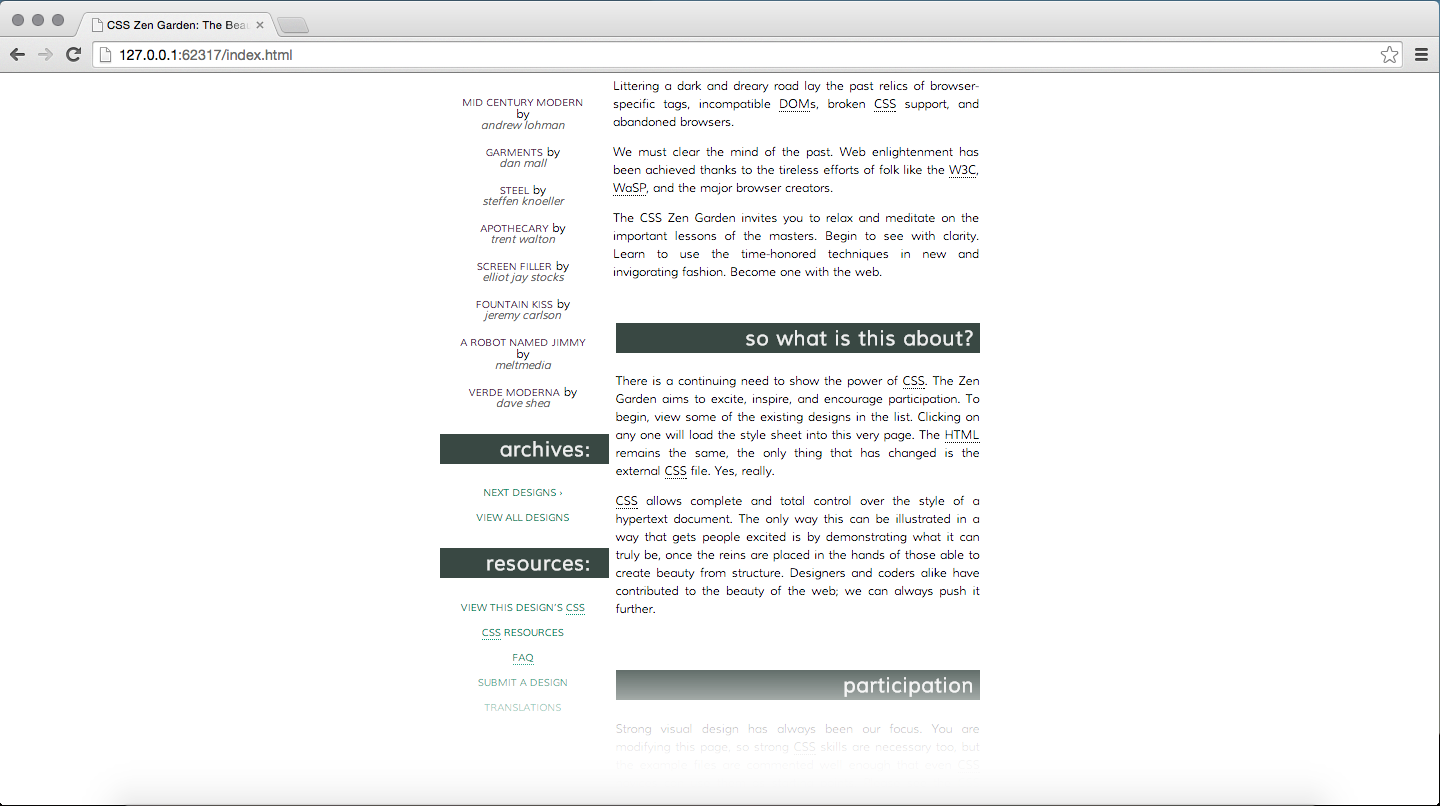 CSS Zen Garden: The Bea
127.0.0.1:62317/index.html
MID CENTURY MODERN
by
andrew lohman
GARMENTS by
dan mall
STEEL by
steffen knoeller
APOTHECARY by
trent walton
SCREEN FILLER by
elliot jay stocks
FOUNTAIN KISS by
jeremy carlson
A ROBOT NAMED JIMMY
by
meltmedia
VERDE MODERNA by
dave shea
archives:
NEXT DESIGNS ›
VIEW ALL DESIGNS
resources:
VIEW THIS DESIGN'S CSS
CSS RESOURCES
FAQ
SUBMIT A DESIGN
TRANSLATIONS
Littering a dark and dreary road lay the past relics of browser-
specific tags, incompatible DOMs, broken CSS support, and
abandoned browsers.
We must clear the mind of the past. Web enlightenment has
been achieved thanks to the tireless efforts of folk like the W3C,
WaSP, and the major browser creators.
The CSS Zen Garden invites you to relax and meditate on the
important lessons of the masters. Begin to see with clarity.
Learn to use the time-honored techniques in new and
invigorating fashion. Become one with the web.
so what is this about?
There is a continuing need to show the power of CSS. The Zen
Garden aims to excite, inspire, and encourage participation. To
begin, view some of the existing designs in the list. Clicking on
any one will load the style sheet into this very page. The HTML
remains the same, the only thing that has changed is the
external CSS file. Yes, really.
CSS allows complete and total control over the style of a
hypertext document. The only way this can be illustrated in a
way that gets people excited is by demonstrating what it can
truly be, once the reins are placed in the hands of those able to
create beauty from structure. Designers and coders alike have
contributed to the beauty of the web; we can always push it
further.
participation
Strong visual design has always been our focus. You are
modifying this page, so strong CSS skills are necessary too, but